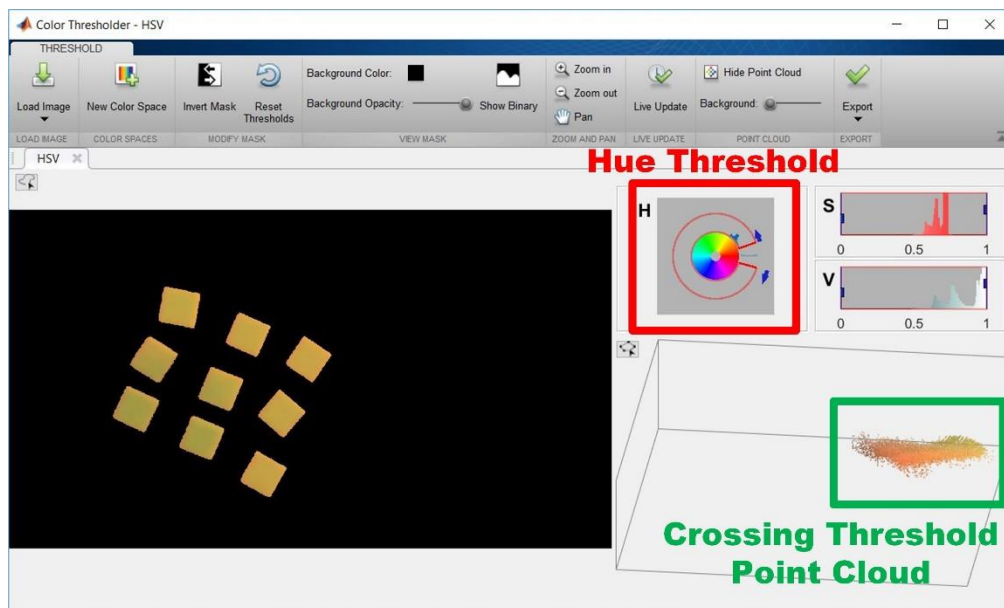 Color Thresholder - HSV
THRESHOLD
Load Image
New Color Space
Invert Mask
Reset
Thresholds
Background Color:
Background Opacity:
Show Binary
Zoom in
Zoom out
Pan
Live Update
Hide Point Cloud
Background:
Export
LOAD IMAGE
COLOR SPACES
MODIFY MASK
VIEW MASK
ZOOM AND PAN
LIVE UPDATE
POINT CLOUD
EXPORT
HSV
Hue Threshold
H
S
0 0.5 1
V
0 0.5 1
Crossing Threshold
Point Cloud